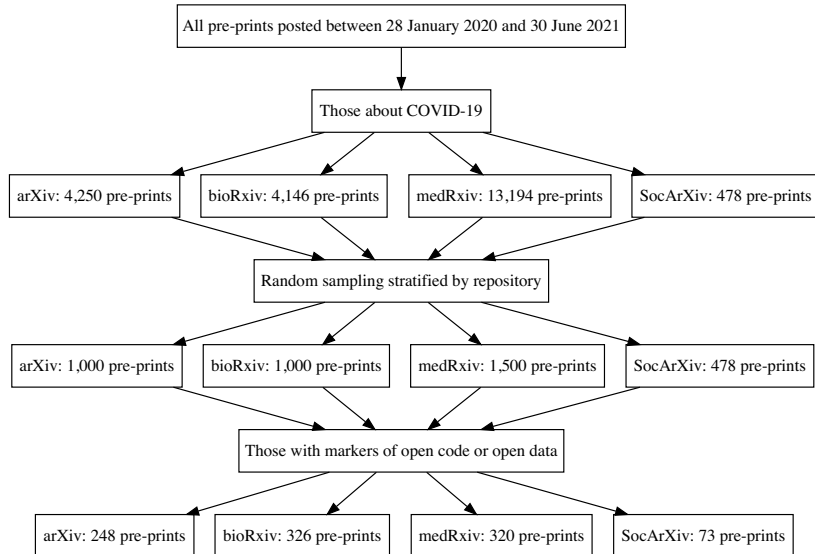 All pre-prints posted between 28 January 2020 and 30 June 2021
Those about COVID-19
arXiv: 4,250 pre-prints
bioRxiv: 4,146 pre-prints
medRxiv: 13,194 pre-prints
SocArXiv: 478 pre-prints
Random sampling stratified by repository
arXiv: 1,000 pre-prints
bioRxiv: 1,000 pre-prints
medRxiv: 1,500 pre-prints
SocArXiv: 478 pre-prints
Those with markers of open code or open data
arXiv: 248 pre-prints
bioRxiv: 326 pre-prints
medRxiv: 320 pre-prints
SocArXiv: 73 pre-prints